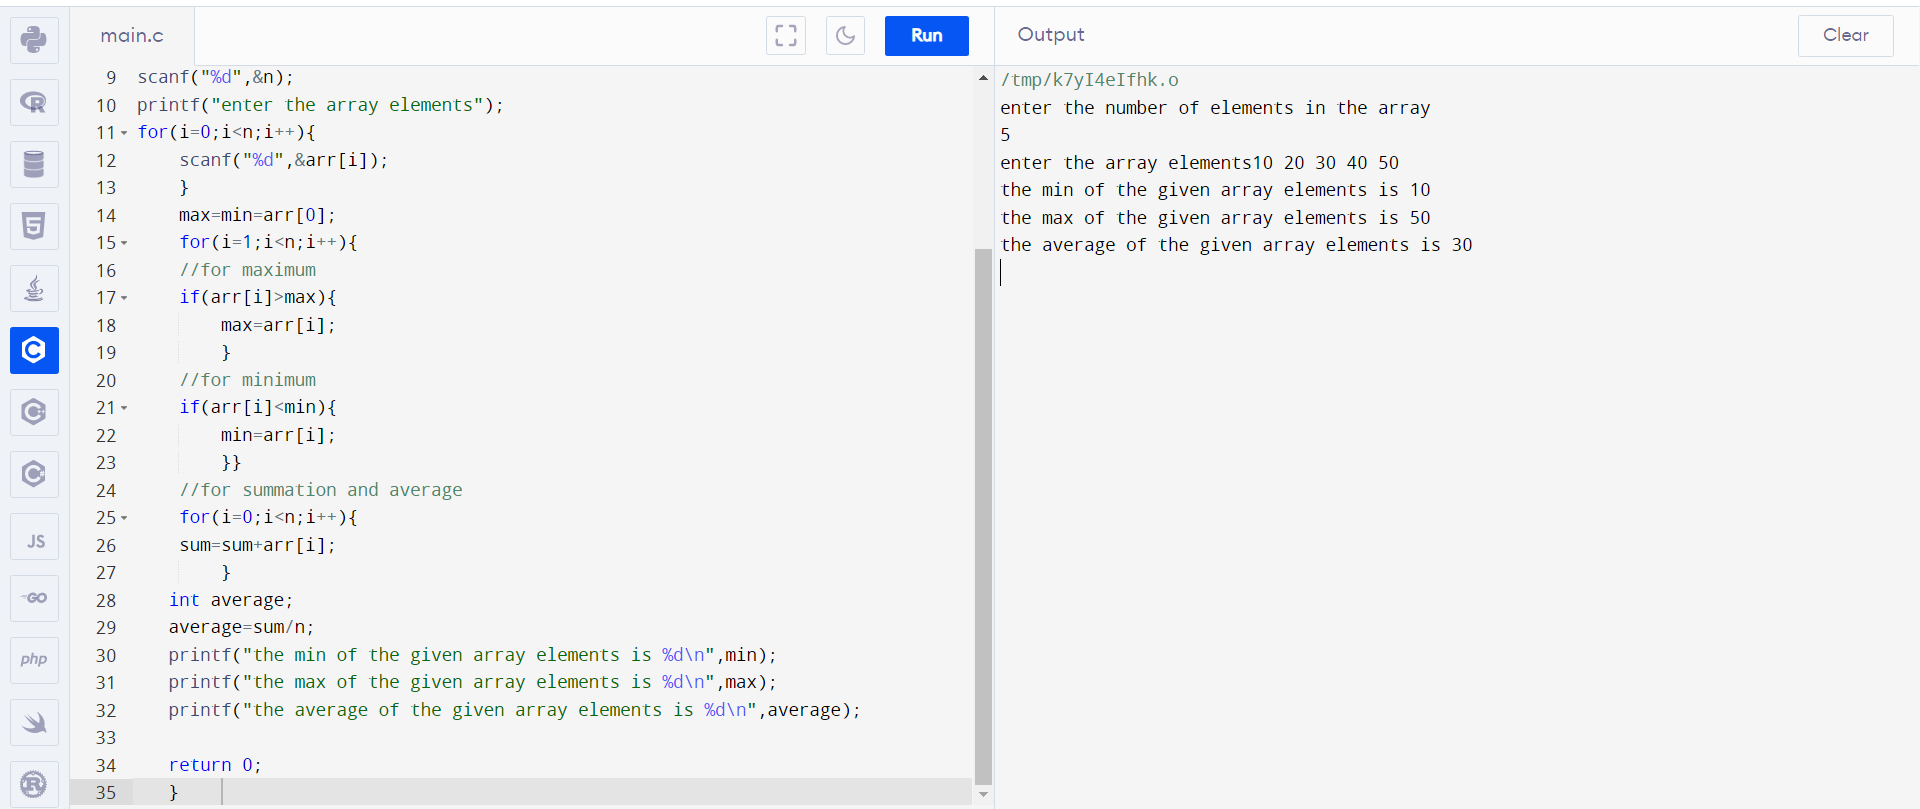 main.c
Run
9 scanf("%d",&n);
10 printf("enter the array elements");
11 for(i=0;i<n;i++){
12 scanf("%d",&arr[i]);
13 }
14 max=min=arr[0];
15 for(i=1;i<n;i++){
16 //for maximum
17 if(arr[i]>max){
18 max=arr[i];
19 }
20 //for minimum
21 if(arr[i]<min){
22 min=arr[i];
23 }}
24 //for summation and average
25 for(i=0;i<n;i++){
26 sum=sum+arr[i];
27 }
28 int average;
29 average=sum/n;
30 printf("the min of the given array elements is %d\n",min);
31 printf("the max of the given array elements is %d\n",max);
32 printf("the average of the given array elements is %d\n",average);
33
34 return 0;
35 }
Output
Clear
/tmp/k7yI4eIfhk.o
enter the number of elements in the array
5
enter the array elements10 20 30 40 50
the min of the given array elements is 10
the max of the given array elements is 50
the average of the given array elements is 30
R
5
C
C
C
JS
GO
php
R